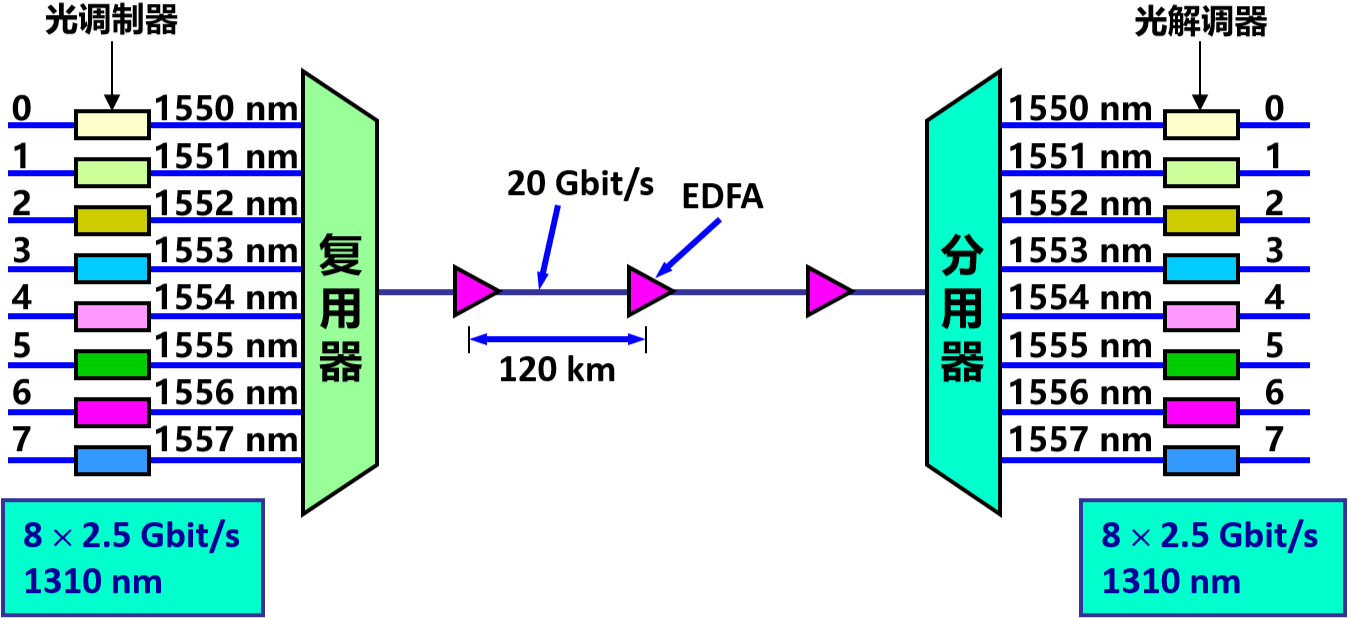 光调制器
光解调器
0 1550 nm
1 1551 nm
2 1552 nm
3 1553 nm
4 1554 nm
5 1555 nm
6 1556 nm
7 1557 nm
复用器
20 Gbit/s
EDFA
120 km
分用器
1550 nm 0
1551 nm 1
1552 nm 2
1553 nm 3
1554 nm 4
1555 nm 5
1556 nm 6
1557 nm 7
8 × 2.5 Gbit/s
1310 nm
8 × 2.5 Gbit/s
1310 nm